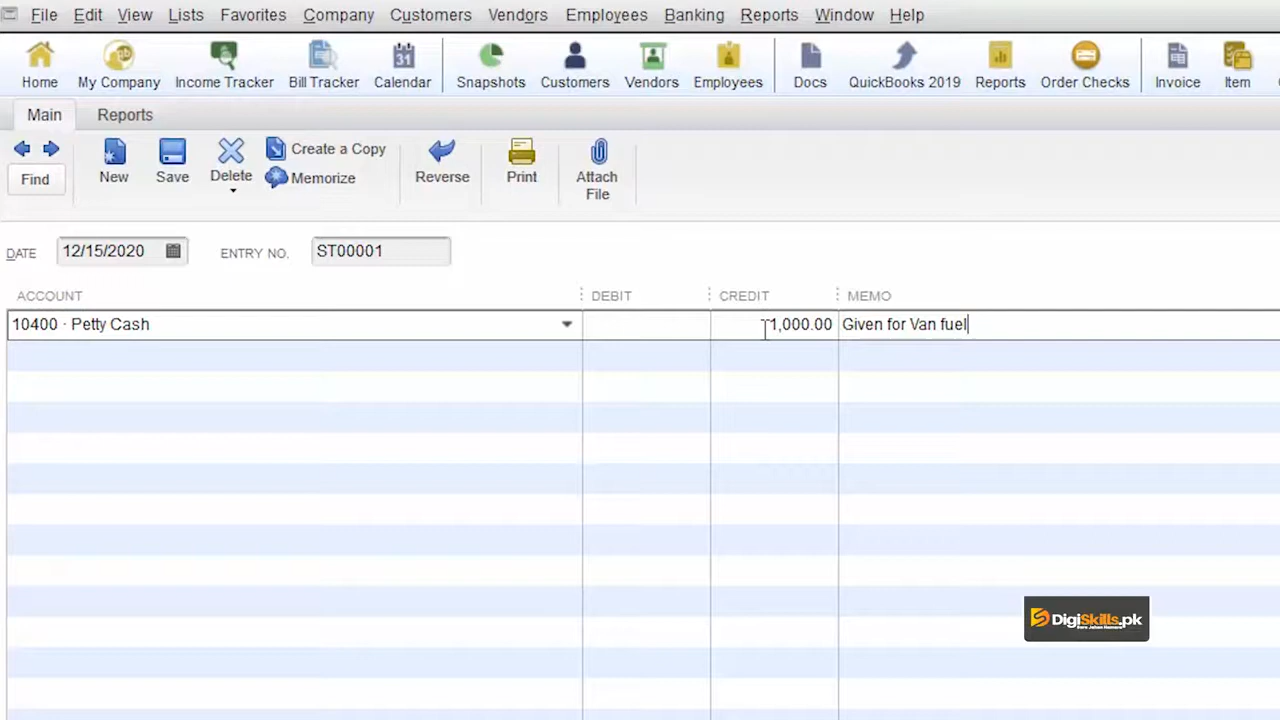 File Edit View Lists Favorites Company Customers Vendors Employees Banking Reports Window Help
Home My Company Income Tracker Bill Tracker Calendar Snapshots Customers Vendors Employees Docs QuickBooks 2019 Reports Order Checks Invoice Item
Main Reports
Find New Save Delete Create a Copy Memorize Reverse Print Attach File
DATE 12/15/2020 ENTRY NO. ST00001
ACCOUNT DEBIT CREDIT MEMO
10400 · Petty Cash 1,000.00 Given for Van fuel
DigiSkills.pk